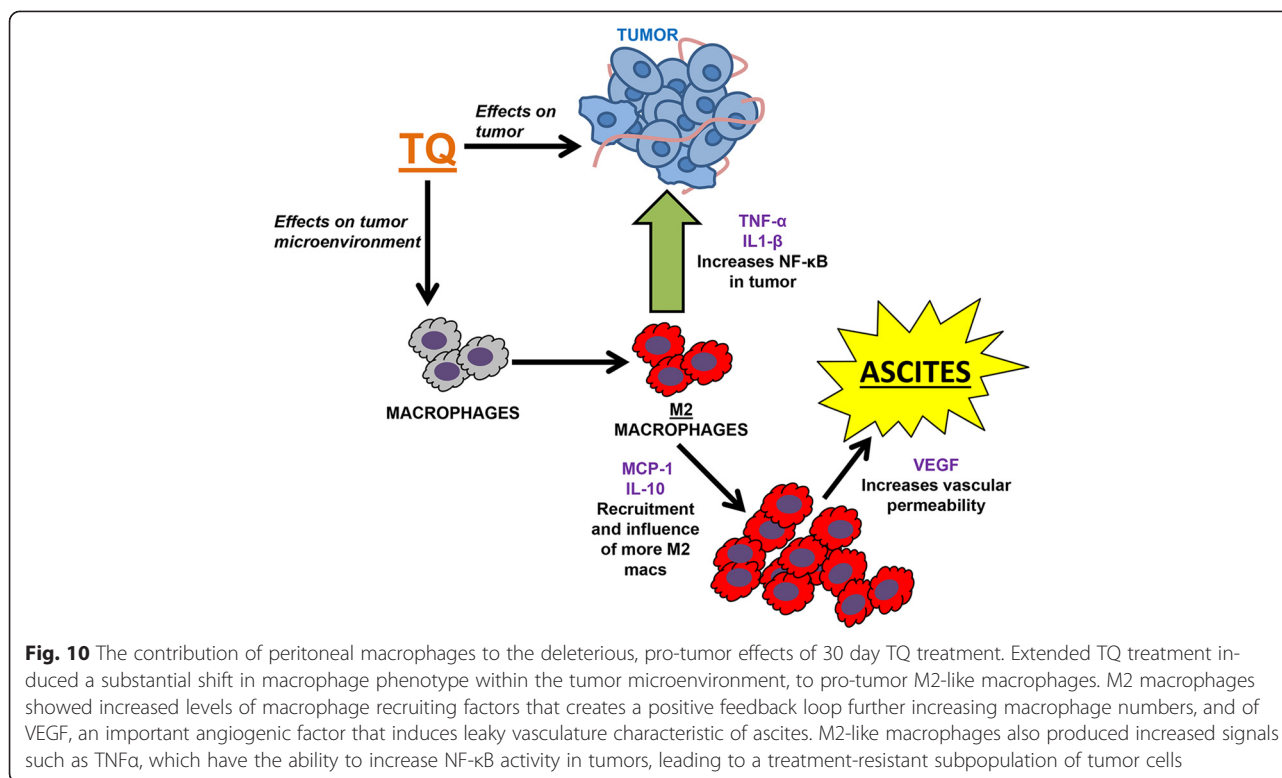 TUMOR
Effects on
tumor
TQ
Effects on tumor
microenvironment
TNF-α
IL1-β
Increases NF-κB
in tumor
ASCITES
MACROPHAGES
M2
MACROPHAGES
MCP-1
IL-10
Recruitment
and influence
of more M2
macs
VEGF
Increases vascular
permeability
Fig. 10 The contribution of peritoneal macrophages to the deleterious, pro-tumor effects of 30 day TQ treatment. Extended TQ treatment in-
duced a substantial shift in macrophage phenotype within the tumor microenvironment, to pro-tumor M2-like macrophages. M2 macrophages
showed increased levels of macrophage recruiting factors that creates a positive feedback loop further increasing macrophage numbers, and of
VEGF, an important angiogenic factor that induces leaky vasculature characteristic of ascites. M2-like macrophages also produced increased signals
such as TNFα, which have the ability to increase NF-κB activity in tumors, leading to a treatment-resistant subpopulation of tumor cells